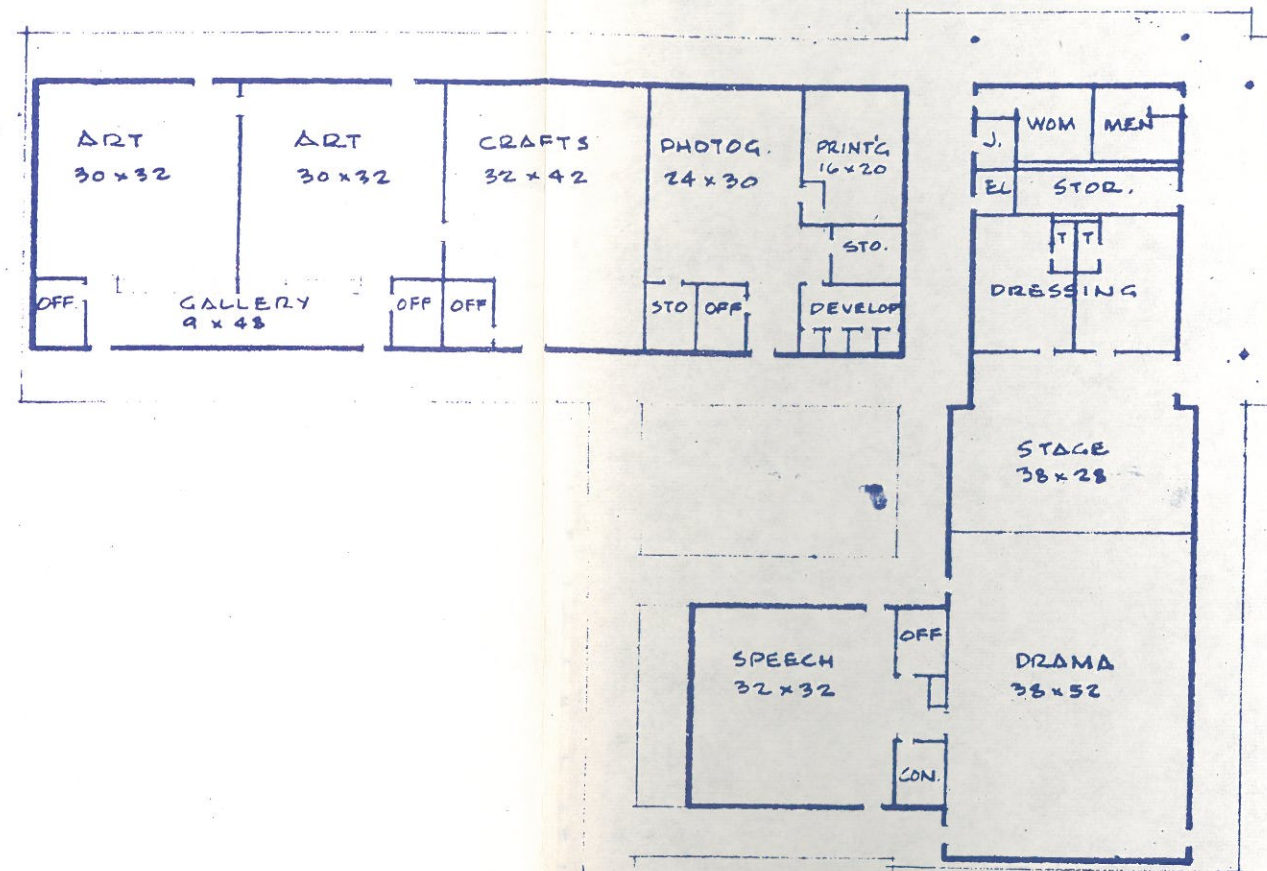 ART
30 x 32
ART
30 x 32
CRAFTS
32 x 42
PHOTOG.
24 x 30
PRINT'G
16 x 20
STO.
OFF.
GALLERY
9 x 48
OFF
OFF
STO
OFF
DEVELOP
J.
WOM
MEN
EL
STOR.
T
T
DRESSING
STAGE
38 x 28
SPEECH
32 x 32
OFF
CON.
DRAMA
38 x 52